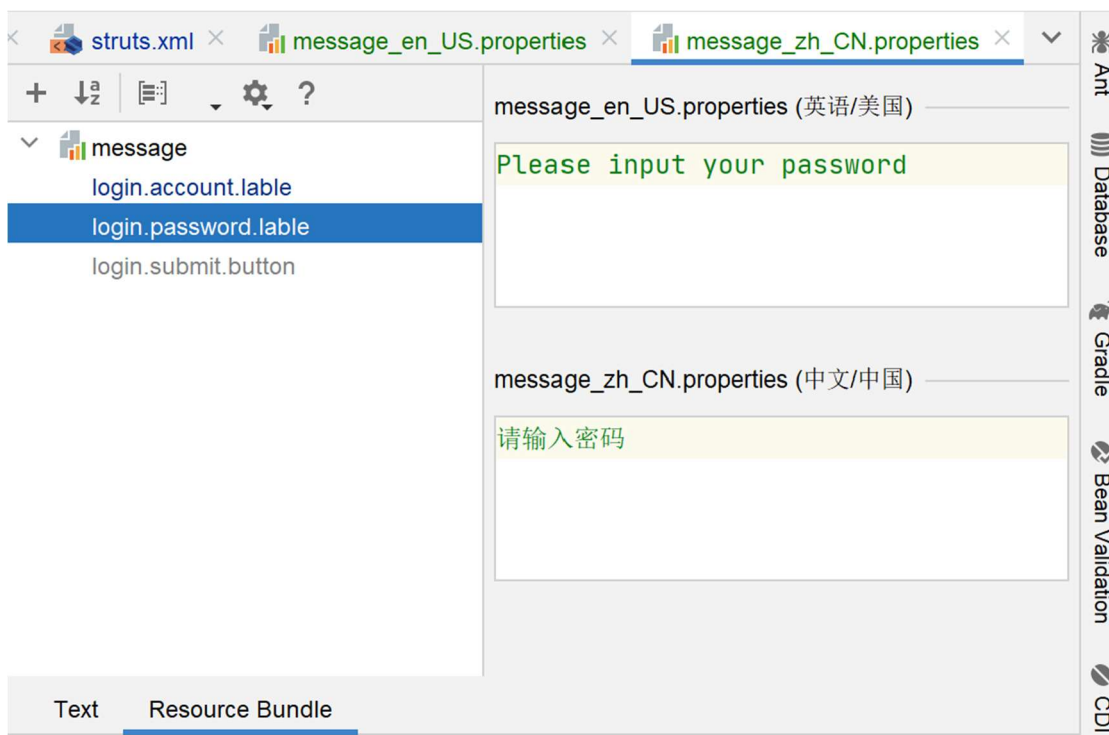 struts.xml message_en_US.properties message_zh_CN.properties
?
message
login.account.lable
login.password.lable
login.submit.button
message_en_US.properties (英语/美国)
Please input your password
message_zh_CN.properties (中文/中国)
请输入密码
Text Resource Bundle
Ant
Database
Gradle
Bean Validation
CDI